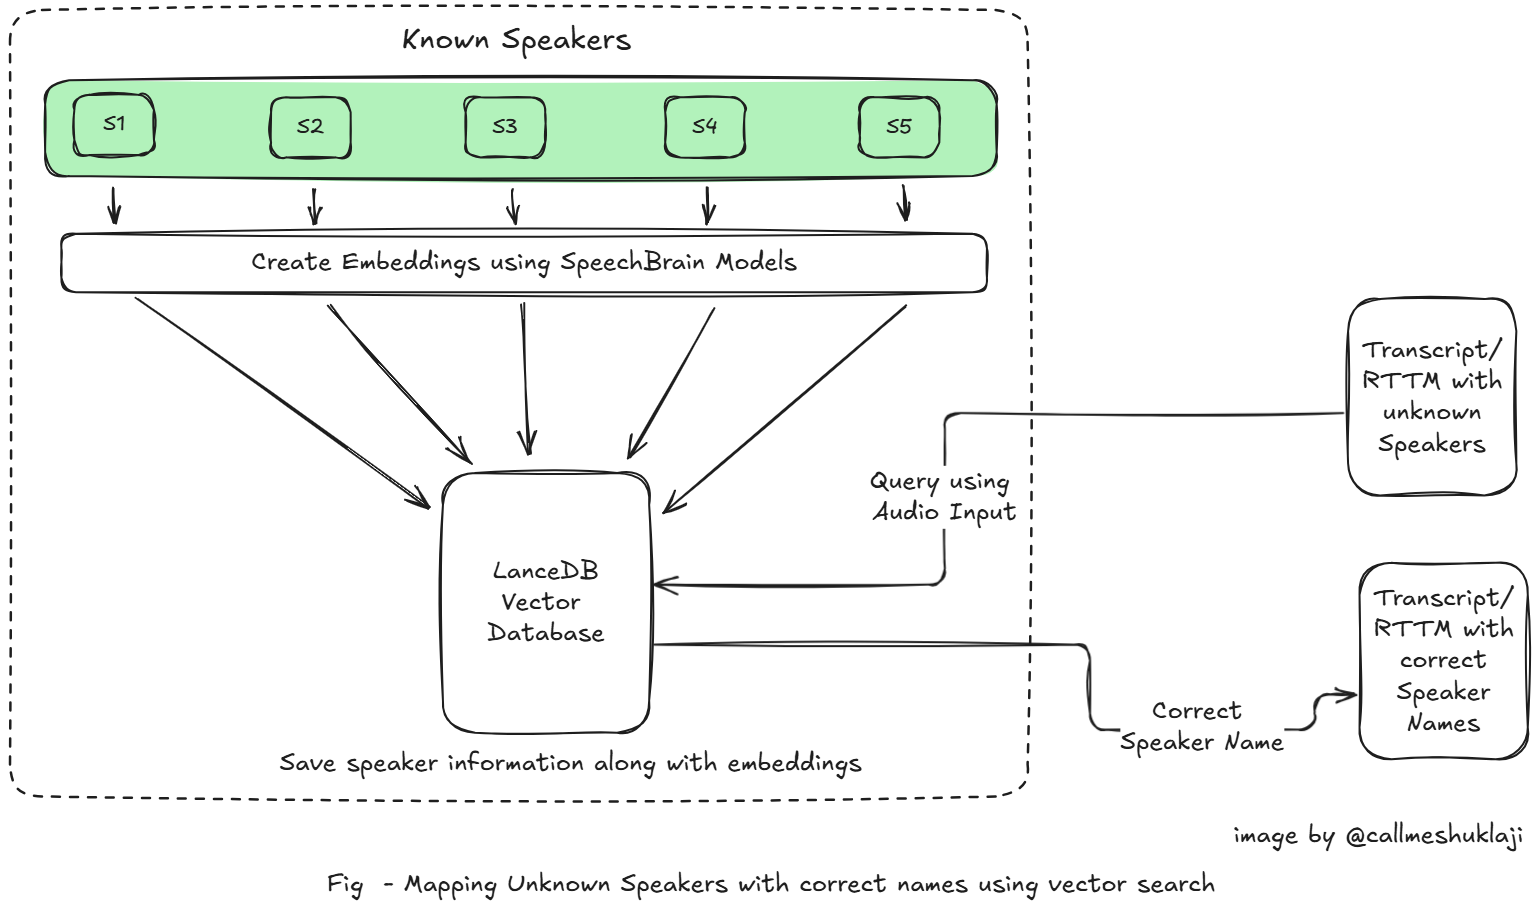 Known Speakers
S1
S2
S3
S4
S5
Create Embeddings using SpeechBrain Models
Transcript/
RTTM with
unknown
Speakers
Query using
Audio Input
LanceDB
Vector
Database
Transcript/
RTTM with
correct
Speaker
Names
Correct
Speaker Name
Save speaker information along with embeddings
image by @callmeshuklaji
Fig - Mapping Unknown Speakers with correct names using vector search